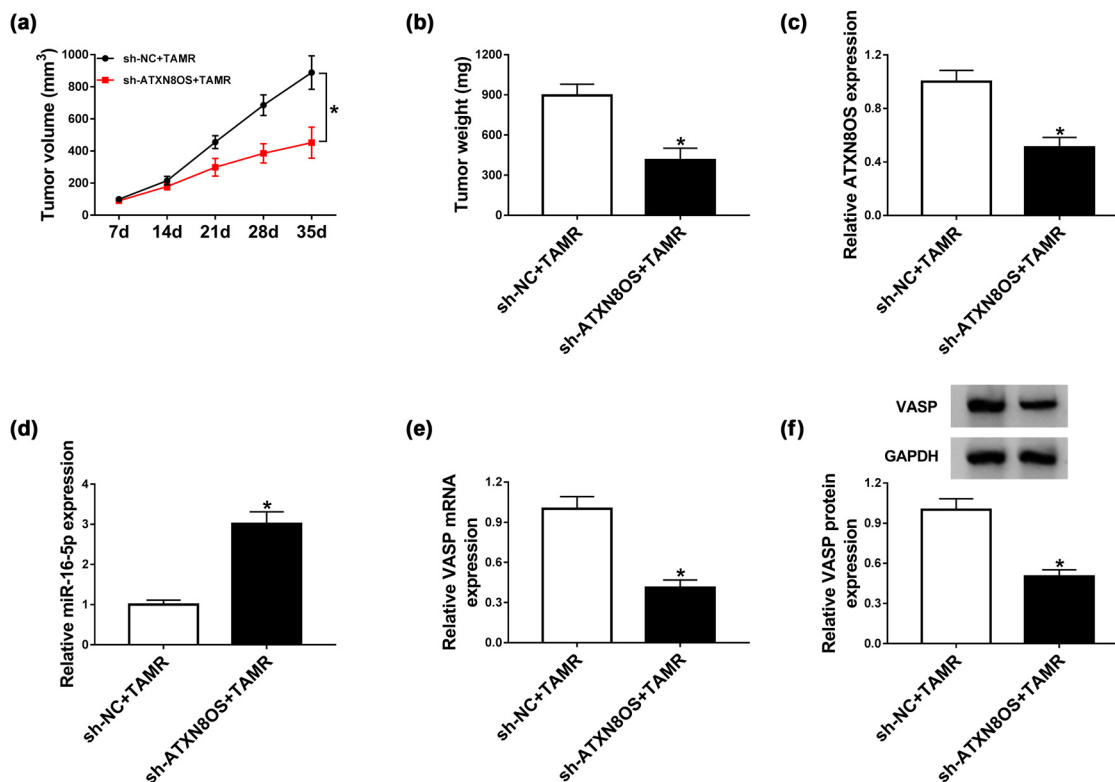 (a)
Tumor volume (mm³)
1000
800
600
400
200
0
sh-NC+TAMR
sh-ATXN8OS+TAMR
*
7d 14d 21d 28d 35d
(b)
Tumor weight (mg)
1200
900
600
300
0
*
sh-NC+TAMR
sh-ATXN8OS+TAMR
(c)
Relative ATXN8OS expression
1.2
0.8
0.4
0.0
*
sh-NC+TAMR
sh-ATXN8OS+TAMR
(d)
Relative miR-16-5p expression
4
3
2
1
0
*
sh-NC+TAMR
sh-ATXN8OS+TAMR
(e)
Relative VASP mRNA
expression
1.2
0.9
0.6
0.3
0.0
*
sh-NC+TAMR
sh-ATXN8OS+TAMR
(f)
VASP
GAPDH
Relative VASP protein
expression
1.2
0.9
0.6
0.3
0.0
*
sh-NC+TAMR
sh-ATXN8OS+TAMR